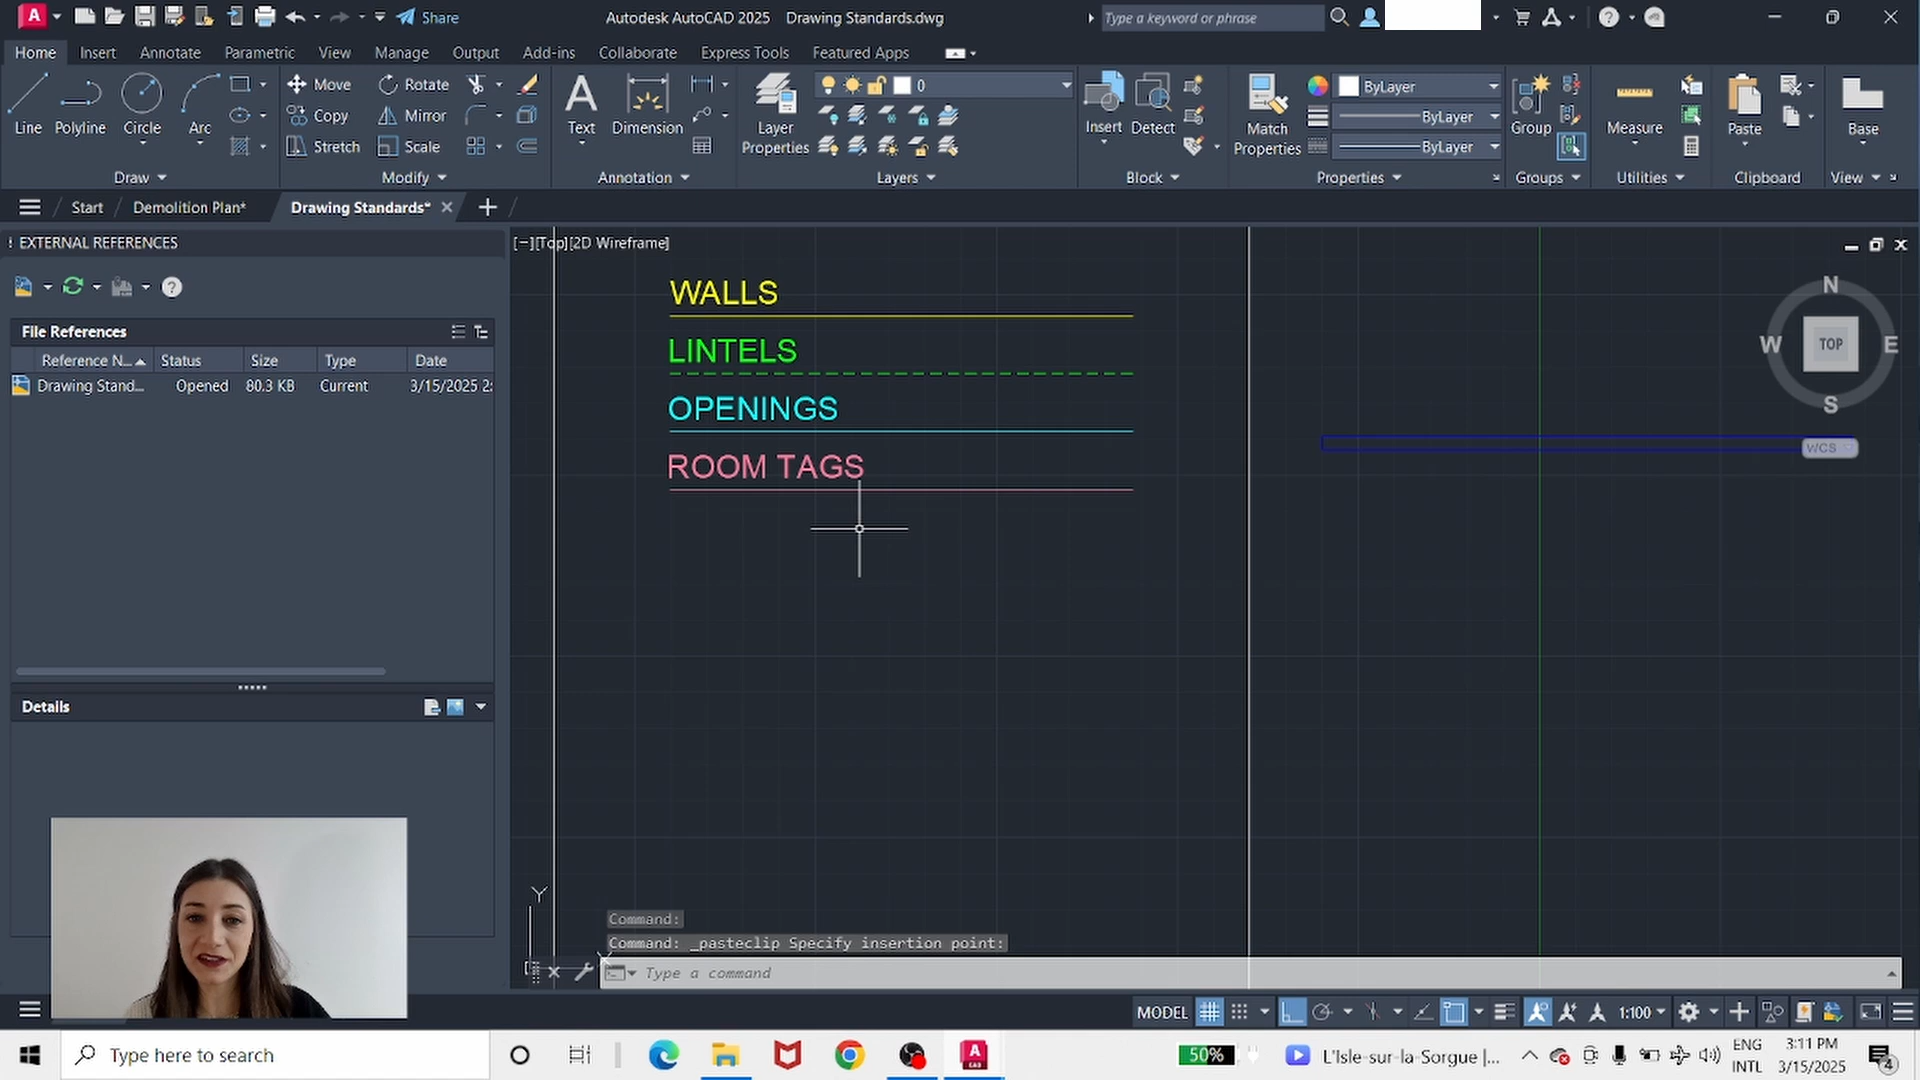 Share
Autodesk AutoCAD 2025 Drawing Standards.dwg
Type a keyword or phrase
Home Insert Annotate Parametric View Manage Output Add-ins Collaborate Express Tools Featured Apps
Line Polyline Circle Arc
Move Rotate
Copy Mirror
Stretch Scale
Text Dimension
Layer Properties
0
Insert Detect
Match Properties
ByLayer
ByLayer
ByLayer
Group
Measure
Paste
Base
Draw Modify Annotation Layers Block Properties Groups Utilities Clipboard View
Start Demolition Plan* Drawing Standards*
EXTERNAL REFERENCES
File References
Reference N... Status Size Type Date
Drawing Stand... Opened 80.3 KB Current 3/15/2025 2:
Details
[−][Top][2D Wireframe]
WALLS
LINTELS
OPENINGS
ROOM TAGS
N
W TOP E
S
WCS
Y
X
Command:
Command: _pasteclip Specify insertion point:
Type a command
MODEL 1:100
Type here to search
50%
L'Isle-sur-la-Sorgue |...
ENG
INTL
3:11 PM
3/15/2025
4